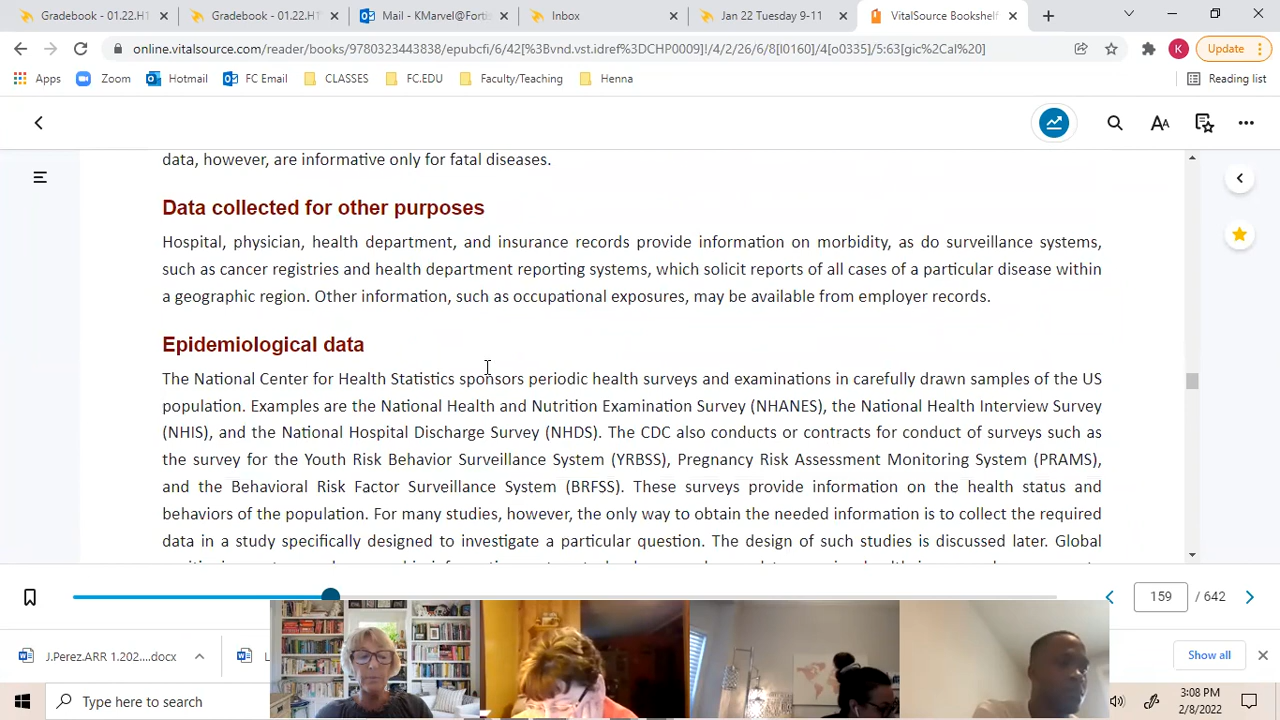 Gradebook - 01.22.H1
Gradebook - 01.22.H1
Mail - KMarvel@Fortis
Inbox
Jan 22 Tuesday 9-11
VitalSource Bookshelf
online.vitalsource.com/reader/books/9780323443838/epubcfi/6/42[%3Bvnd.vst.idref%3DCHP0009]!/4/2/26/6/8[l0160]/4[o0335]/5:63[gic%2Cal%20]
K
Update
Apps
Zoom
Hotmail
FC Email
CLASSES
FC.EDU
Faculty/Teaching
Henna
Reading list
data, however, are informative only for fatal diseases.
Data collected for other purposes
Hospital, physician, health department, and insurance records provide information on morbidity, as do surveillance systems,
such as cancer registries and health department reporting systems, which solicit reports of all cases of a particular disease within
a geographic region. Other information, such as occupational exposures, may be available from employer records.
Epidemiological data
The National Center for Health Statistics sponsors periodic health surveys and examinations in carefully drawn samples of the US
population. Examples are the National Health and Nutrition Examination Survey (NHANES), the National Health Interview Survey
(NHIS), and the National Hospital Discharge Survey (NHDS). The CDC also conducts or contracts for conduct of surveys such as
the survey for the Youth Risk Behavior Surveillance System (YRBSS), Pregnancy Risk Assessment Monitoring System (PRAMS),
and the Behavioral Risk Factor Surveillance System (BRFSS). These surveys provide information on the health status and
behaviors of the population. For many studies, however, the only way to obtain the needed information is to collect the required
data in a study specifically designed to investigate a particular question. The design of such studies is discussed later. Global
159 / 642
J.Perez.ARR 1.202....docx
L
Show all
Type here to search
3:08 PM
2/8/2022